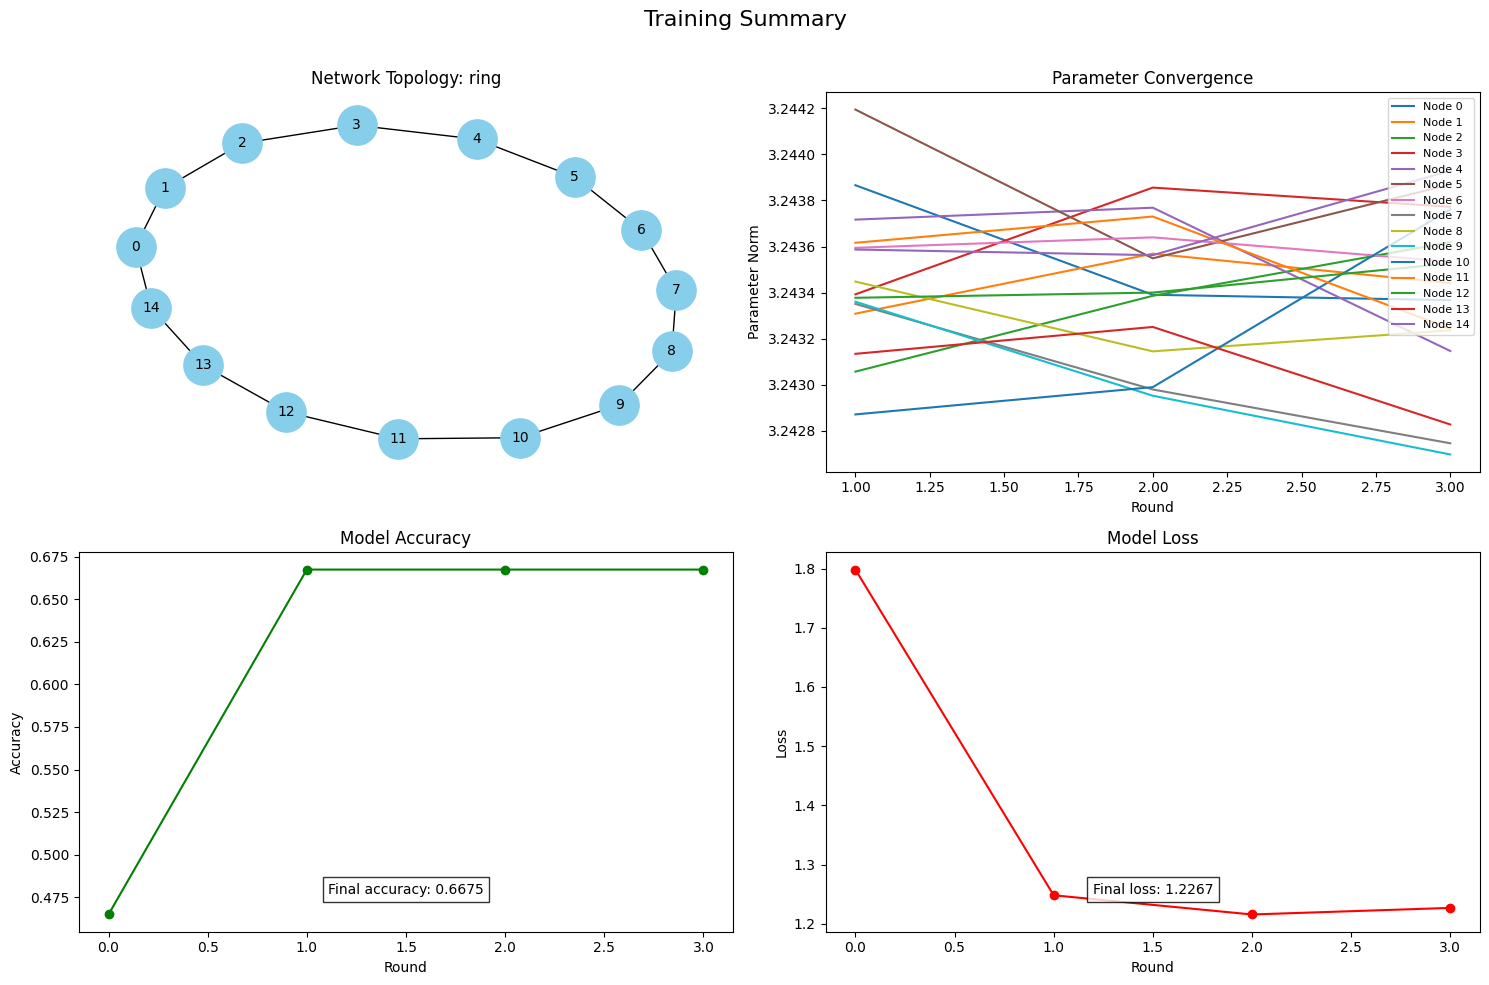 Training Summary
Network Topology: ring
3
4
2
5
1
6
0
7
14
8
13
9
12
11
10
Parameter Convergence
Parameter Norm
3.2442
3.2440
3.2438
3.2436
3.2434
3.2432
3.2430
3.2428
Node 0
Node 1
Node 2
Node 3
Node 4
Node 5
Node 6
Node 7
Node 8
Node 9
Node 10
Node 11
Node 12
Node 13
Node 14
1.00 1.25 1.50 1.75 2.00 2.25 2.50 2.75 3.00
Round
Model Accuracy
Accuracy
0.675
0.650
0.625
0.600
0.575
0.550
0.525
0.500
0.475
Final accuracy: 0.6675
0.0 0.5 1.0 1.5 2.0 2.5 3.0
Round
Model Loss
Loss
1.8
1.7
1.6
1.5
1.4
1.3
1.2
Final loss: 1.2267
0.0 0.5 1.0 1.5 2.0 2.5 3.0
Round